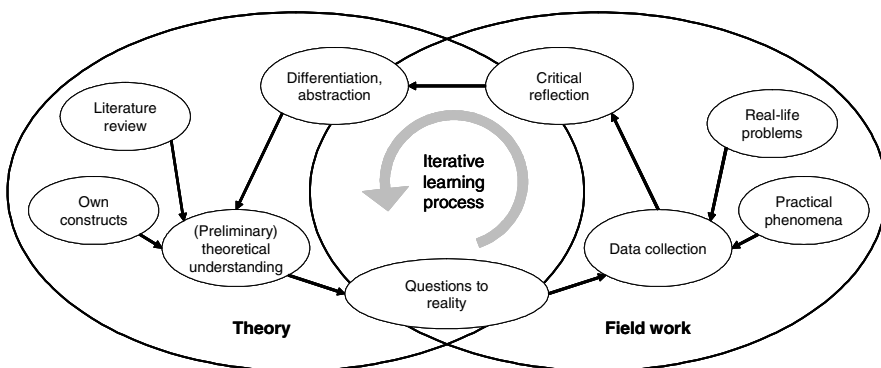 Differentiation,
abstraction
Critical
reflection
Literature
review
Real-life
problems
Iterative
learning
process
Own
constructs
Practical
phenomena
(Preliminary)
theoretical
understanding
Data collection
Questions to
reality
Theory
Field work